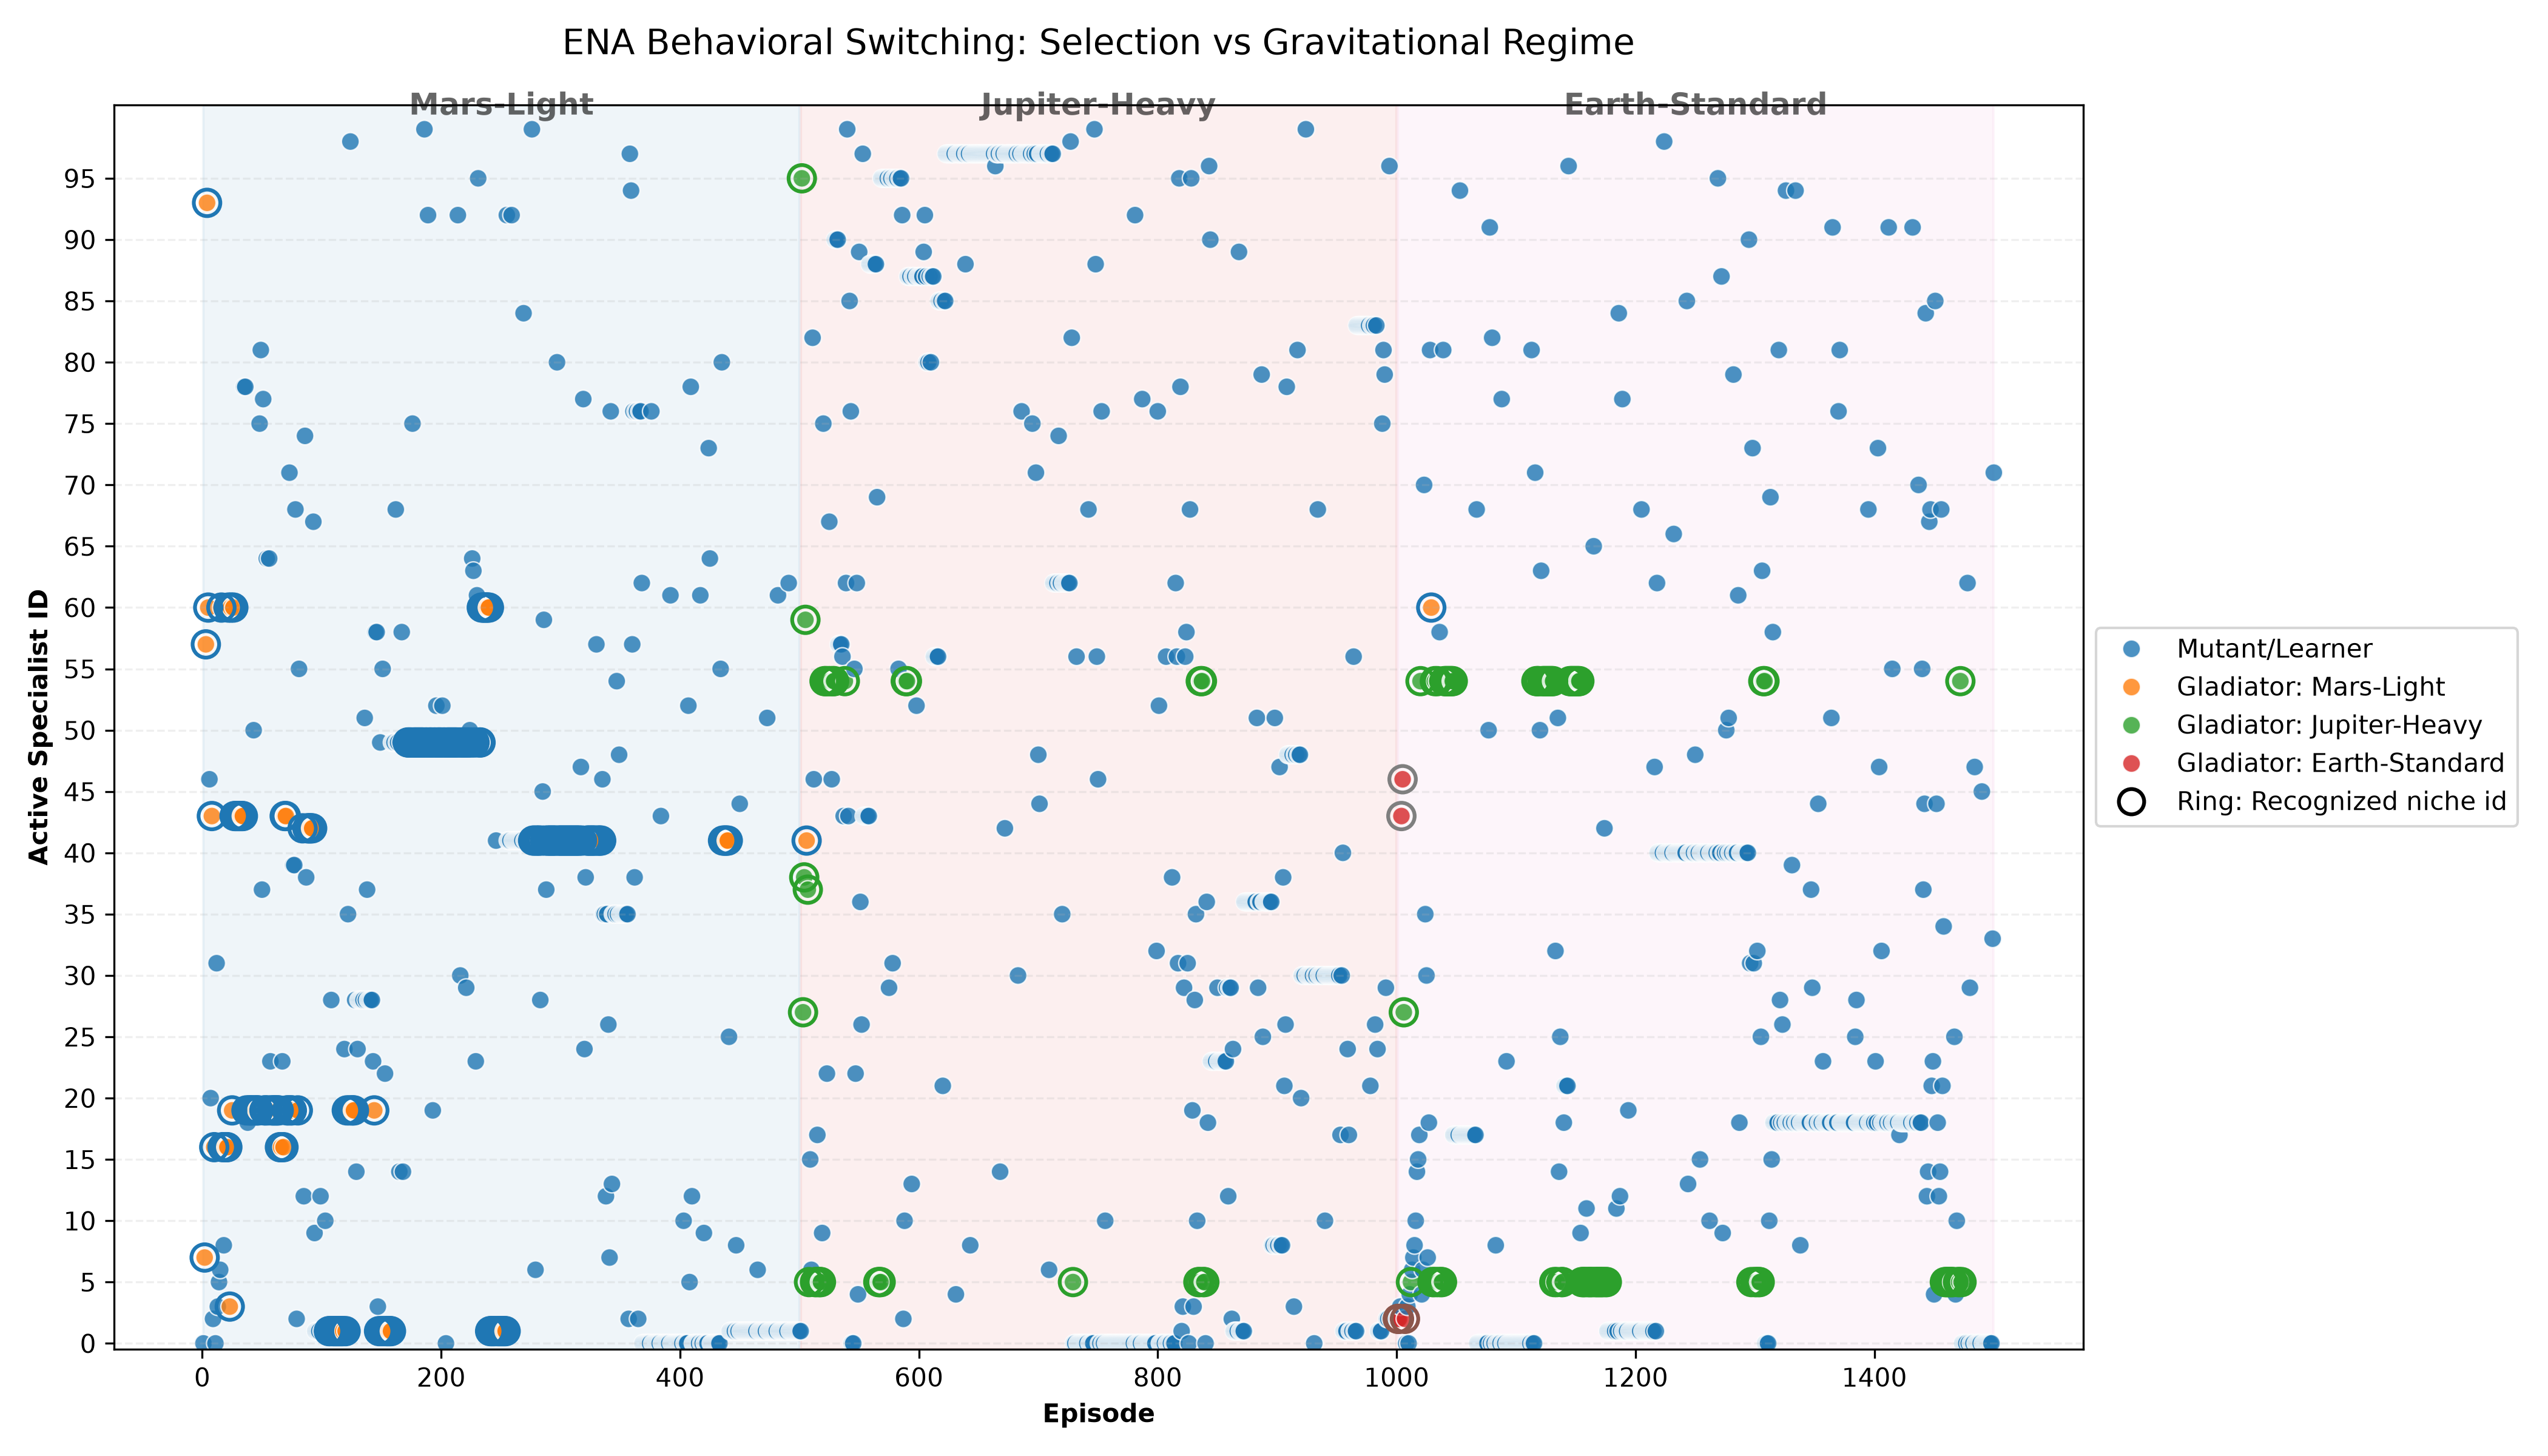 ENA Behavioral Switching: Selection vs Gravitational Regime
Mars-Light
Jupiter-Heavy
Earth-Standard
Active Specialist ID
95
90
85
80
75
70
65
60
55
50
45
40
35
30
25
20
15
10
5
0
0
200
400
600
800
1000
1200
1400
Episode
Mutant/Learner
Gladiator: Mars-Light
Gladiator: Jupiter-Heavy
Gladiator: Earth-Standard
Ring: Recognized niche id